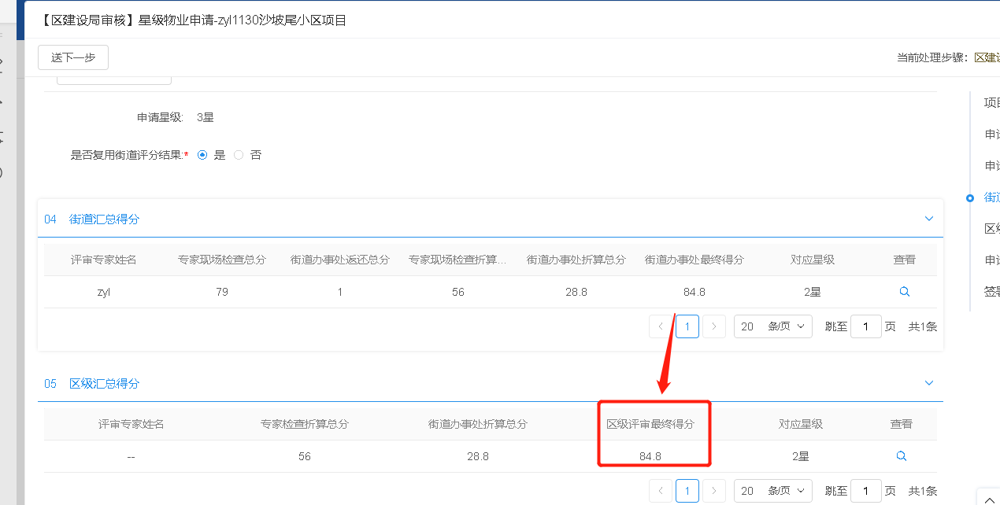 【区建设局审核】星级物业申请-zyl1130沙坡尾小区项目
送下一步
当前处理步骤：区建
申请星级: 3星
是否复用街道评分结果:* 是 否
04 街道汇总得分
评审专家姓名 专家现场检查总分 街道办事处返还总分 专家现场检查折算... 街道办事处折算总分 街道办事处最终得分 对应星级 查看
zyl 79 1 56 28.8 84.8 2星
1 20 条/页 跳至 1 页 共1条
05 区级汇总得分
评审专家姓名 专家检查折算总分 街道办事处折算总分 区级评审最终得分 对应星级 查看
-- 56 28.8 84.8 2星
1 20 条/页 跳至 1 页 共1条
项
申
申
街
区
申
签